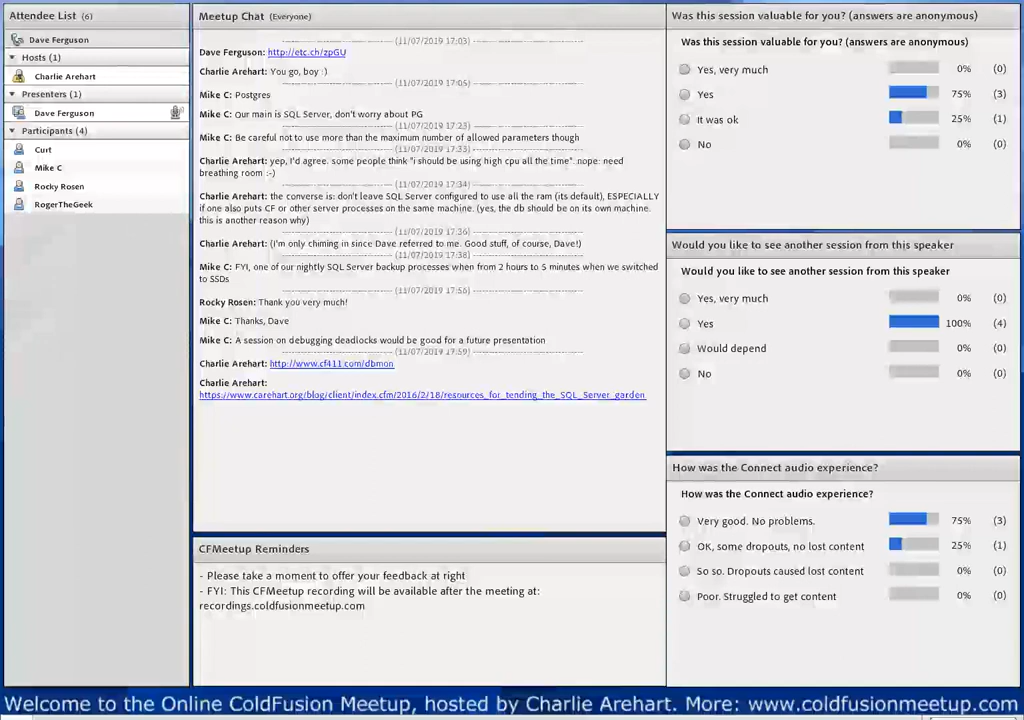 Attendee List (6)
Dave Ferguson
Hosts (1)
Charlie Arehart
Presenters (1)
Dave Ferguson
Participants (4)
Curt
Mike C
Rocky Rosen
RogerTheGeek
Meetup Chat (Everyone)
(11/07/2019 17:03)
Dave Ferguson: http://etc.ch/zpGU
Charlie Arehart: You go, boy :)
(11/07/2019 17:05)
Mike C: Postgres
Mike C: our main is SQL Server, don't worry about PG
(11/07/2019 17:23)
Mike C: Be careful not to use more than the maximum number of allowed parameters though
(11/07/2019 17:33)
Charlie Arehart: yep, I'd agree. some people think "i should be using high cpu all the time". nope: need
breathing room :-)
(11/07/2019 17:34)
Charlie Arehart: the converse is: don't leave SQL Server configured to use all the ram (its default), ESPECIALLY
if one also puts CF or other server processes on the same machine. (yes, the db should be on its own machine.
this is another reason why)
(11/07/2019 17:36)
Charlie Arehart: (I'm only chiming in since Dave referred to me. Good stuff, of course, Dave!)
(11/07/2019 17:38)
Mike C: FYI, one of our nightly SQL Server backup processes when from 2 hours to 5 minutes when we switched
to SSDs
(11/07/2019 17:56)
Rocky Rosen: Thank you very much!
Mike C: Thanks, Dave
Mike C: A session on debugging deadlocks would be good for a future presentation
(11/07/2019 17:59)
Charlie Arehart: http://www.cf411.com/dbmon
Charlie Arehart:
https://www.carehart.org/blog/client/index.cfm/2016/2/18/resources_for_tending_the_SQL_Server_garden
CFMeetup Reminders
- Please take a moment to offer your feedback at right
- FYI: This CFMeetup recording will be available after the meeting at:
recordings.coldfusionmeetup.com
Was this session valuable for you? (answers are anonymous)
Was this session valuable for you? (answers are anonymous)
Yes, very much 0% (0)
Yes 75% (3)
It was ok 25% (1)
No 0% (0)
Would you like to see another session from this speaker
Would you like to see another session from this speaker
Yes, very much 0% (0)
Yes 100% (4)
Would depend 0% (0)
No 0% (0)
How was the Connect audio experience?
How was the Connect audio experience?
Very good. No problems. 75% (3)
OK, some dropouts, no lost content 25% (1)
So so. Dropouts caused lost content 0% (0)
Poor. Struggled to get content 0% (0)
Welcome to the Online ColdFusion Meetup, hosted by Charlie Arehart. More: www.coldfusionmeetup.com